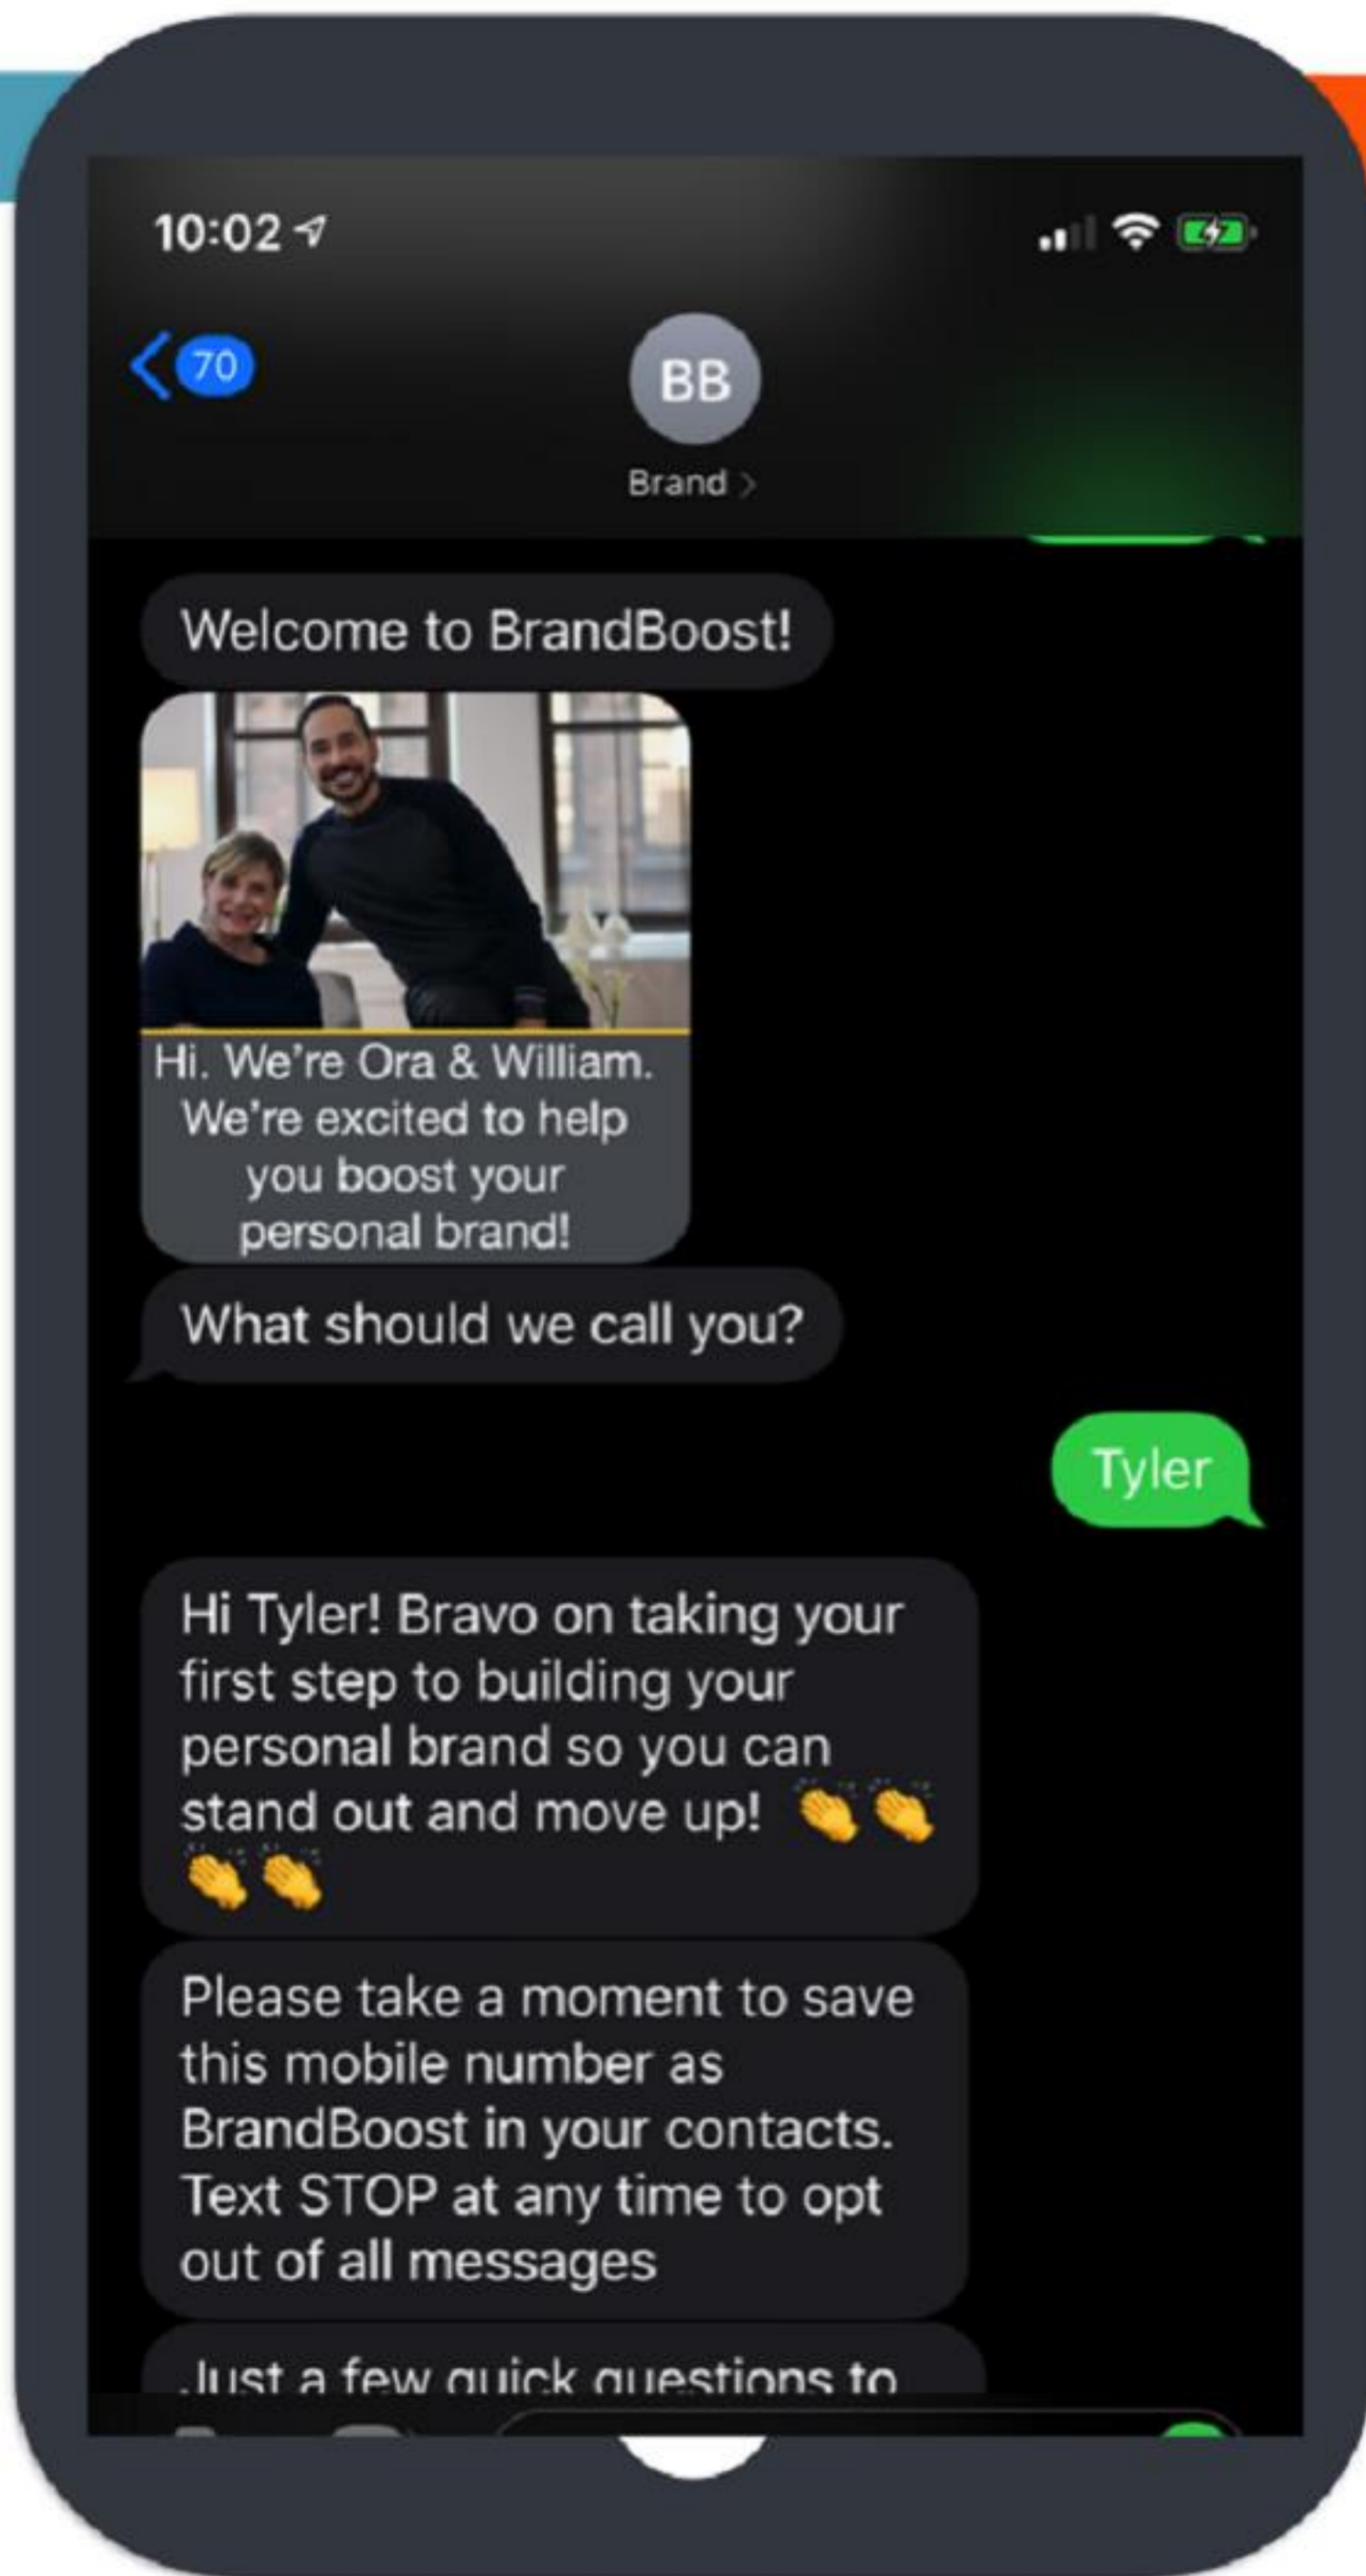 10:02
70
BB
Brand
Welcome to BrandBoost!
Hi. We're Ora & William.
We're excited to help
you boost your
personal brand!
What should we call you?
Tyler
Hi Tyler! Bravo on taking your
first step to building your
personal brand so you can
stand out and move up! 👏👏
👏👏
Please take a moment to save
this mobile number as
BrandBoost in your contacts.
Text STOP at any time to opt
out of all messages
Just a few quick questions to